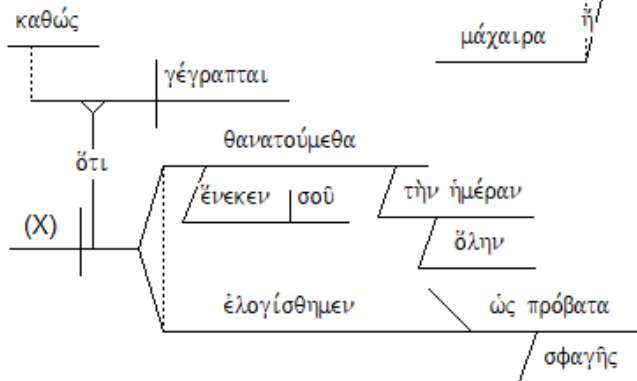 καθώς
ἤ
μάχαιρα
γέγραπται
θανατούμεθα
ὅτι
ἕνεκεν σοῦ
τὴν ἡμέραν
(X)
ὅλην
ἐλογίσθημεν
ὡς πρόβατα
σφαγῆς